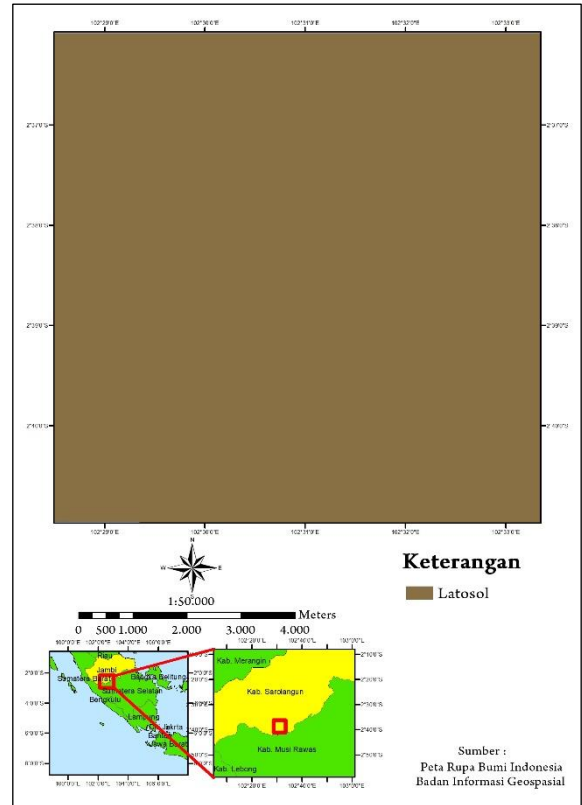 102°29'0"E 102°30'0"E 102°31'0"E 102°32'0"E 102°33'0"E
2°37'0"S 2°37'0"S
2°38'0"S 2°38'0"S
2°39'0"S 2°39'0"S
2°40'0"S 2°40'0"S
102°29'0"E 102°30'0"E 102°31'0"E 102°32'0"E 102°33'0"E
N
W E
S
Keterangan
Latosol
1:50.000
0 500 1.000 2.000 3.000 4.000
Meters
Riau
Jambi
Sumatera Barat
Bangka Belitung
Sumatera Selatan
Bengkulu
Lampung
Banten
Jawa Barat
Kab. Merangin
Kab. Sarolangun
Kab. Musi Rawas
Kab. Lebong
Sumber :
Peta Rupa Bumi Indonesia
Badan Informasi Geospasial